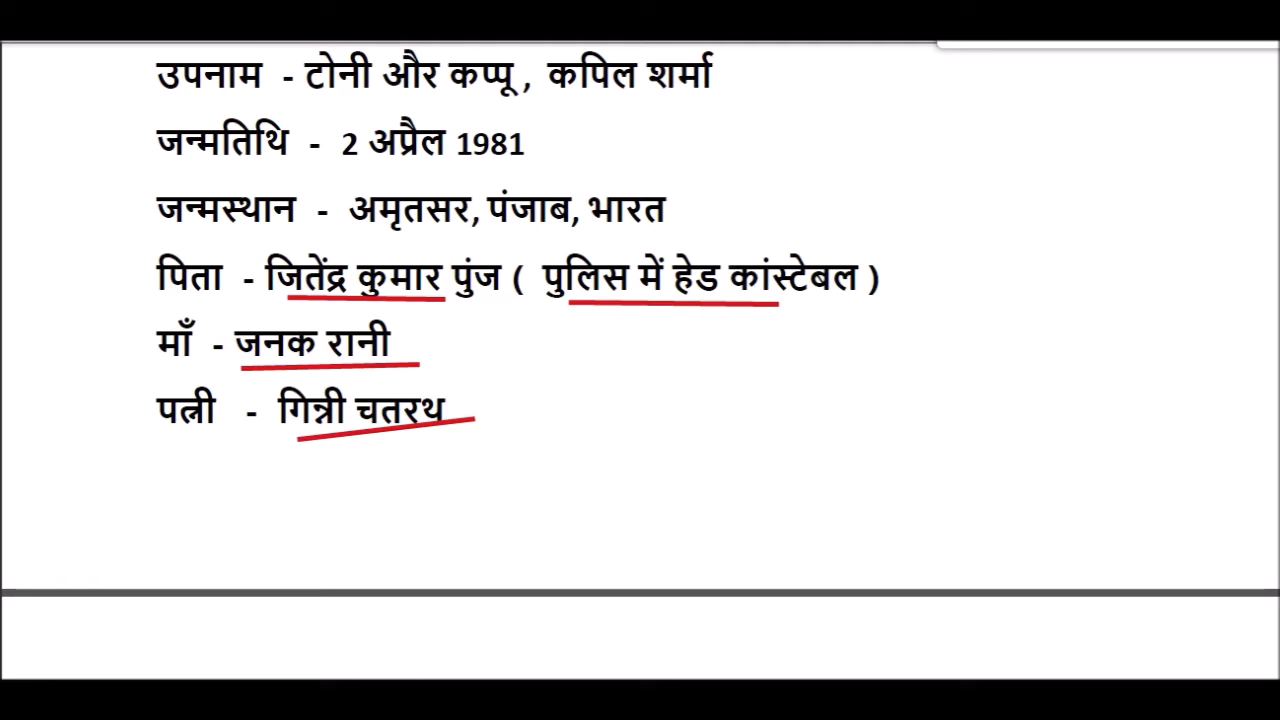 उपनाम - टोनी और कप्पू , कपिल शर्मा
जन्मतिथि - 2 अप्रैल 1981
जन्मस्थान - अमृतसर, पंजाब, भारत
पिता - जितेंद्र कुमार पुंज ( पुलिस में हेड कांस्टेबल )
माँ - जनक रानी
पत्नी - गिन्नी चतरथ